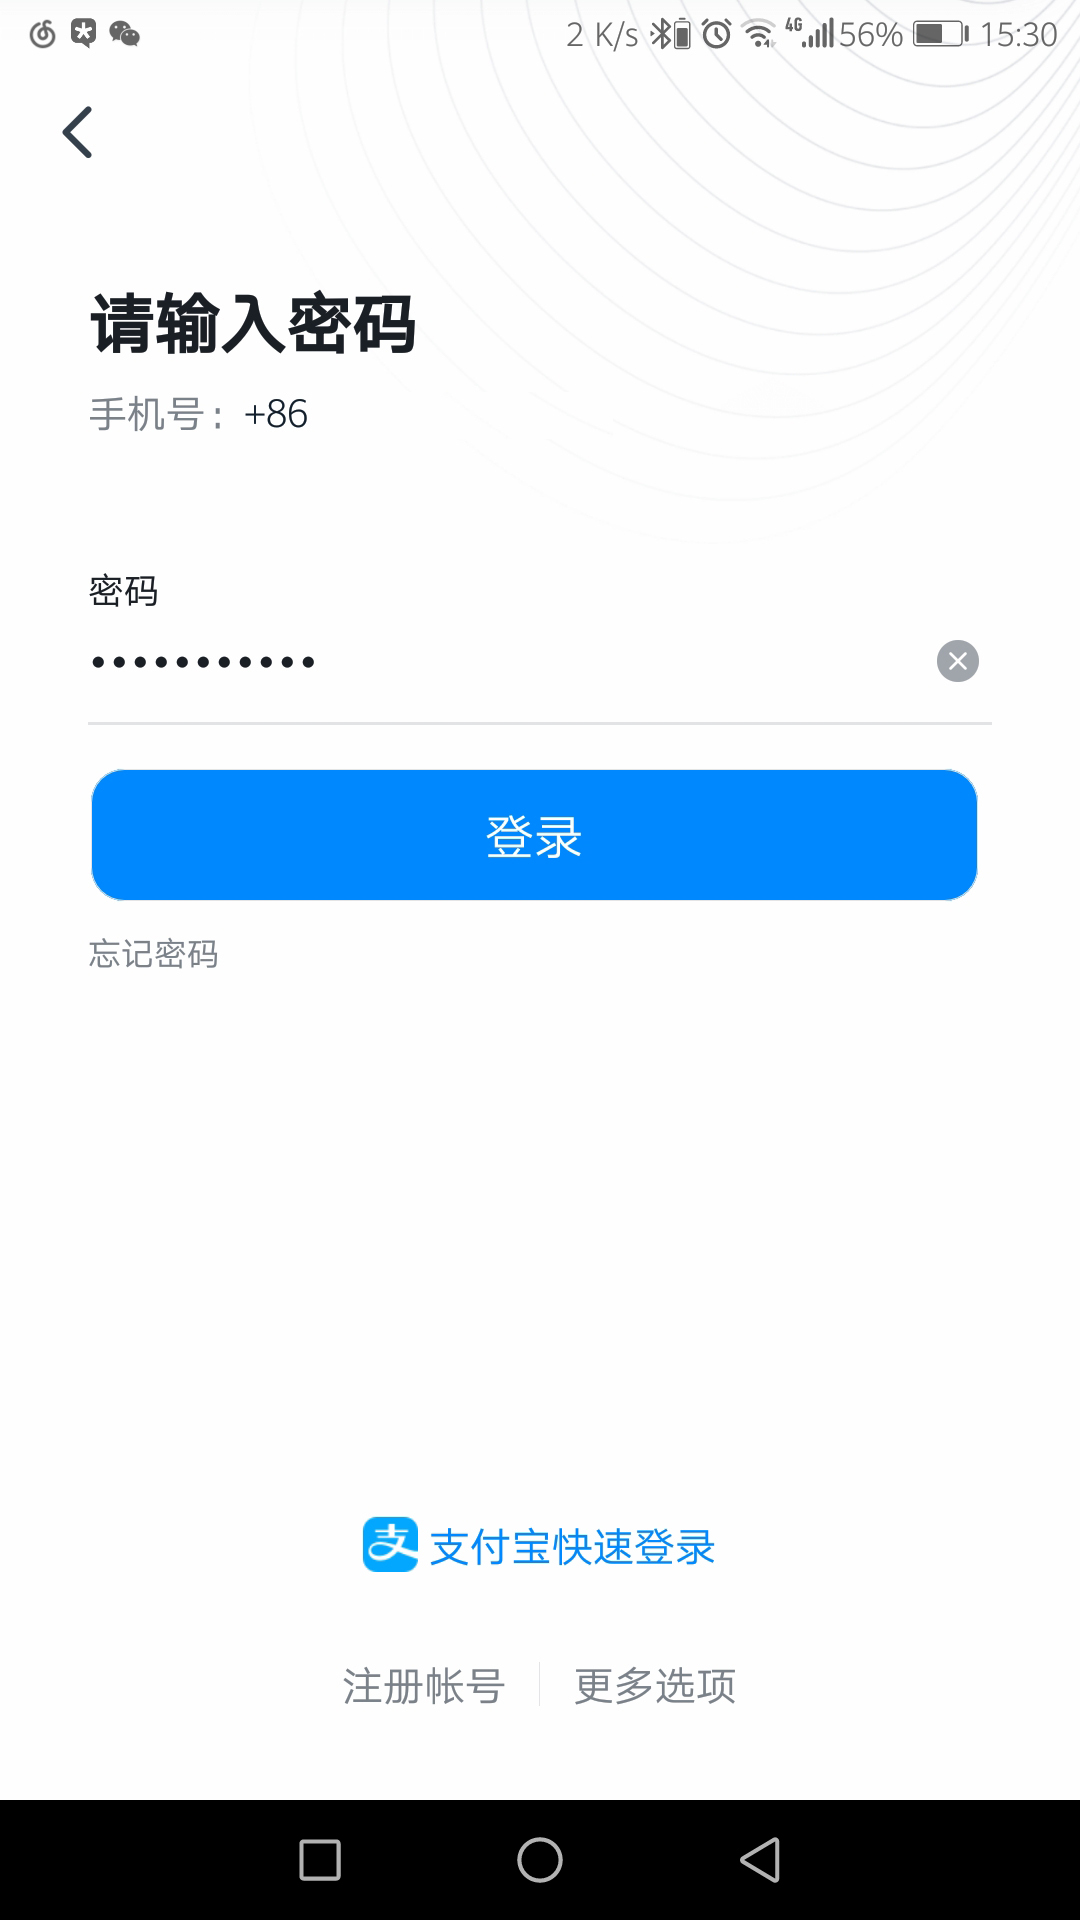 2 K/s 4G 56% 15:30
请输入密码
手机号： +86
密码
•••••••••••
登录
忘记密码
支 支付宝快速登录
注册帐号 更多选项